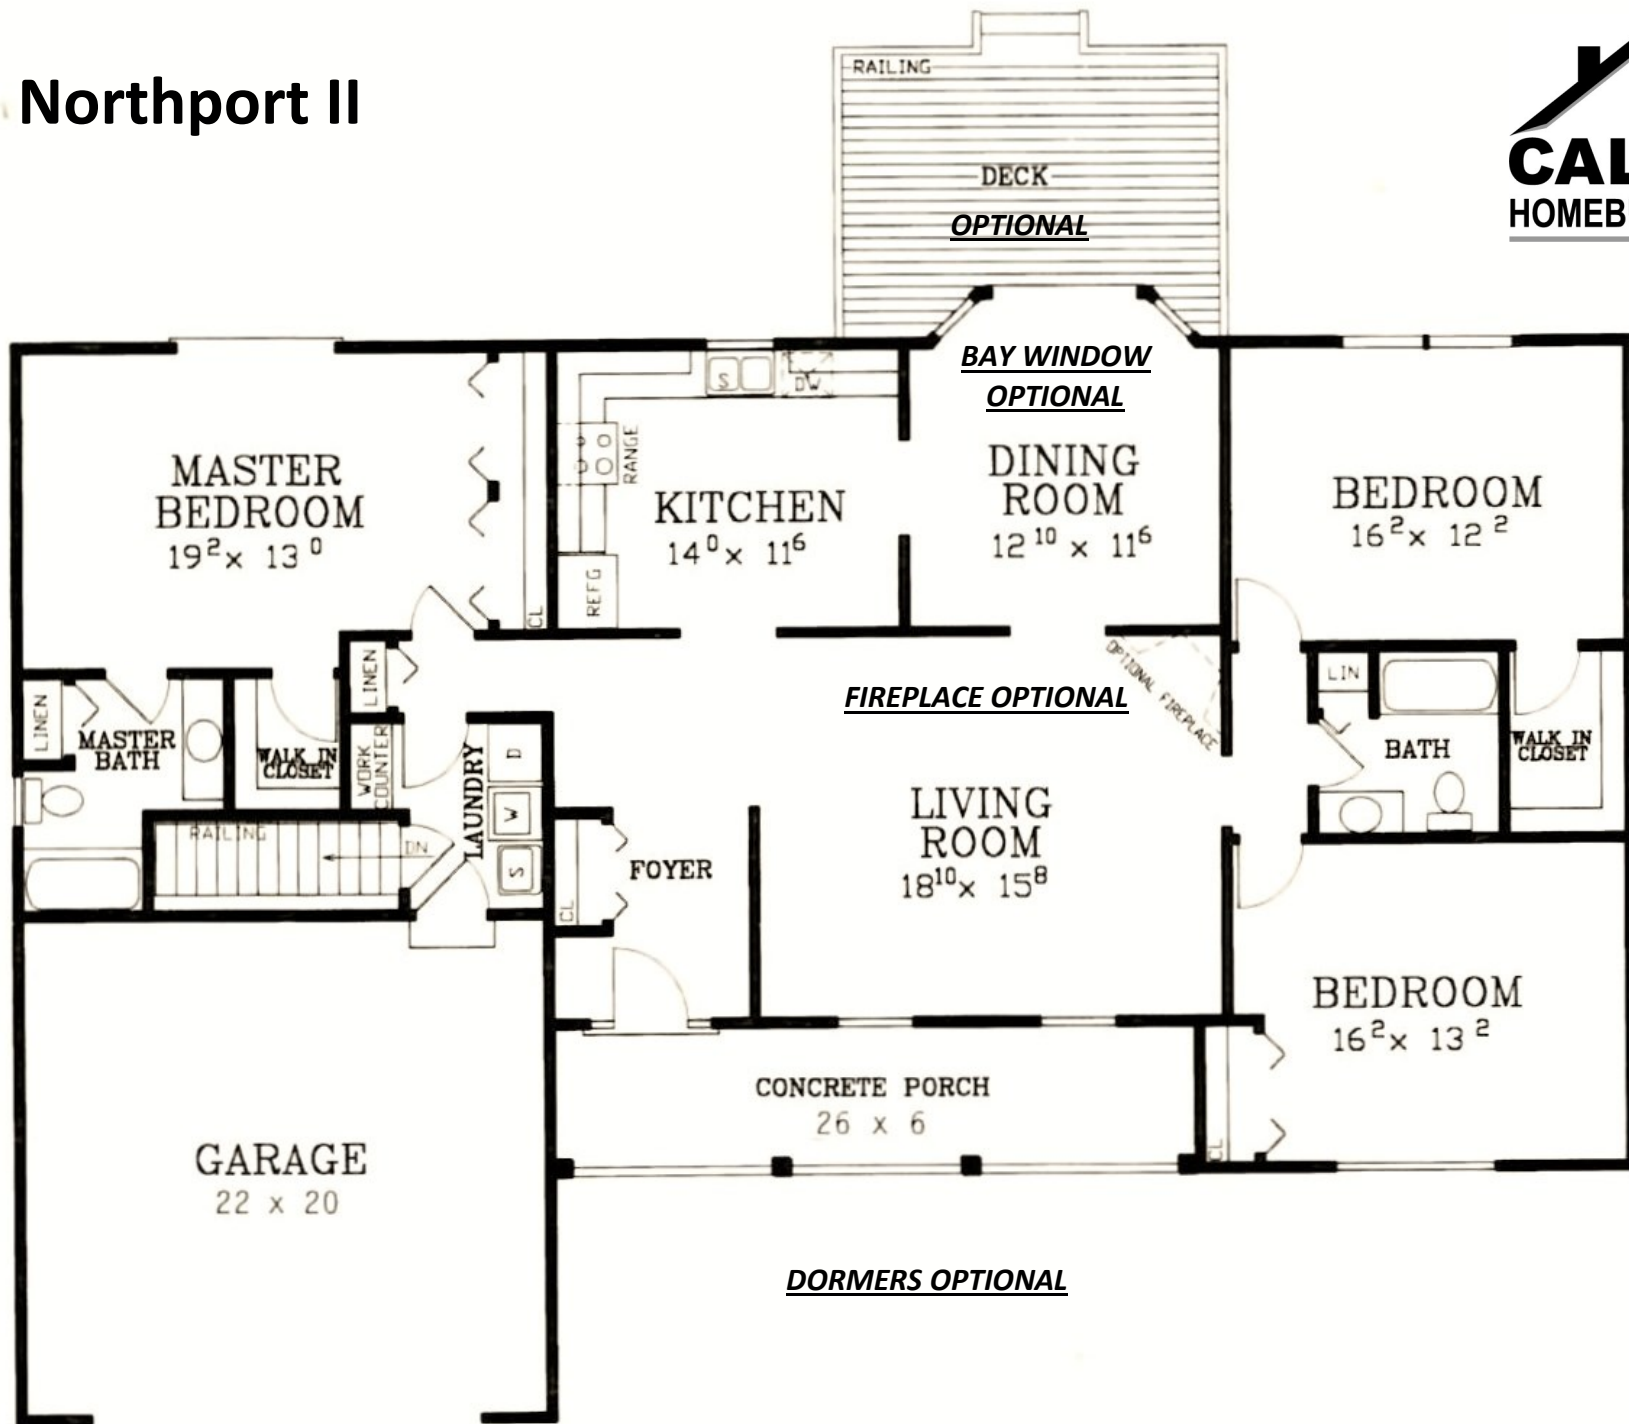 Northport II
CAL
HOMEB
RAILING
DECK
OPTIONAL
BAY WINDOW
OPTIONAL
S
DW
RANGE
REFG
CL
MASTER
BEDROOM
19² x 13⁰
KITCHEN
14⁰ x 11⁶
DINING
ROOM
12¹⁰ x 11⁶
BEDROOM
16² x 12²
LINEN
MASTER
BATH
WALK IN
CLOSET
LINEN
WORK
COUNTER
LAUNDRY
D
W
S
RAILING
DN
FIREPLACE OPTIONAL
OPTIONAL FIREPLACE
LIN
BATH
WALK IN
CLOSET
CL
FOYER
LIVING
ROOM
18¹⁰ x 15⁸
BEDROOM
16² x 13²
CL
CONCRETE PORCH
26 x 6
GARAGE
22 x 20
DORMERS OPTIONAL